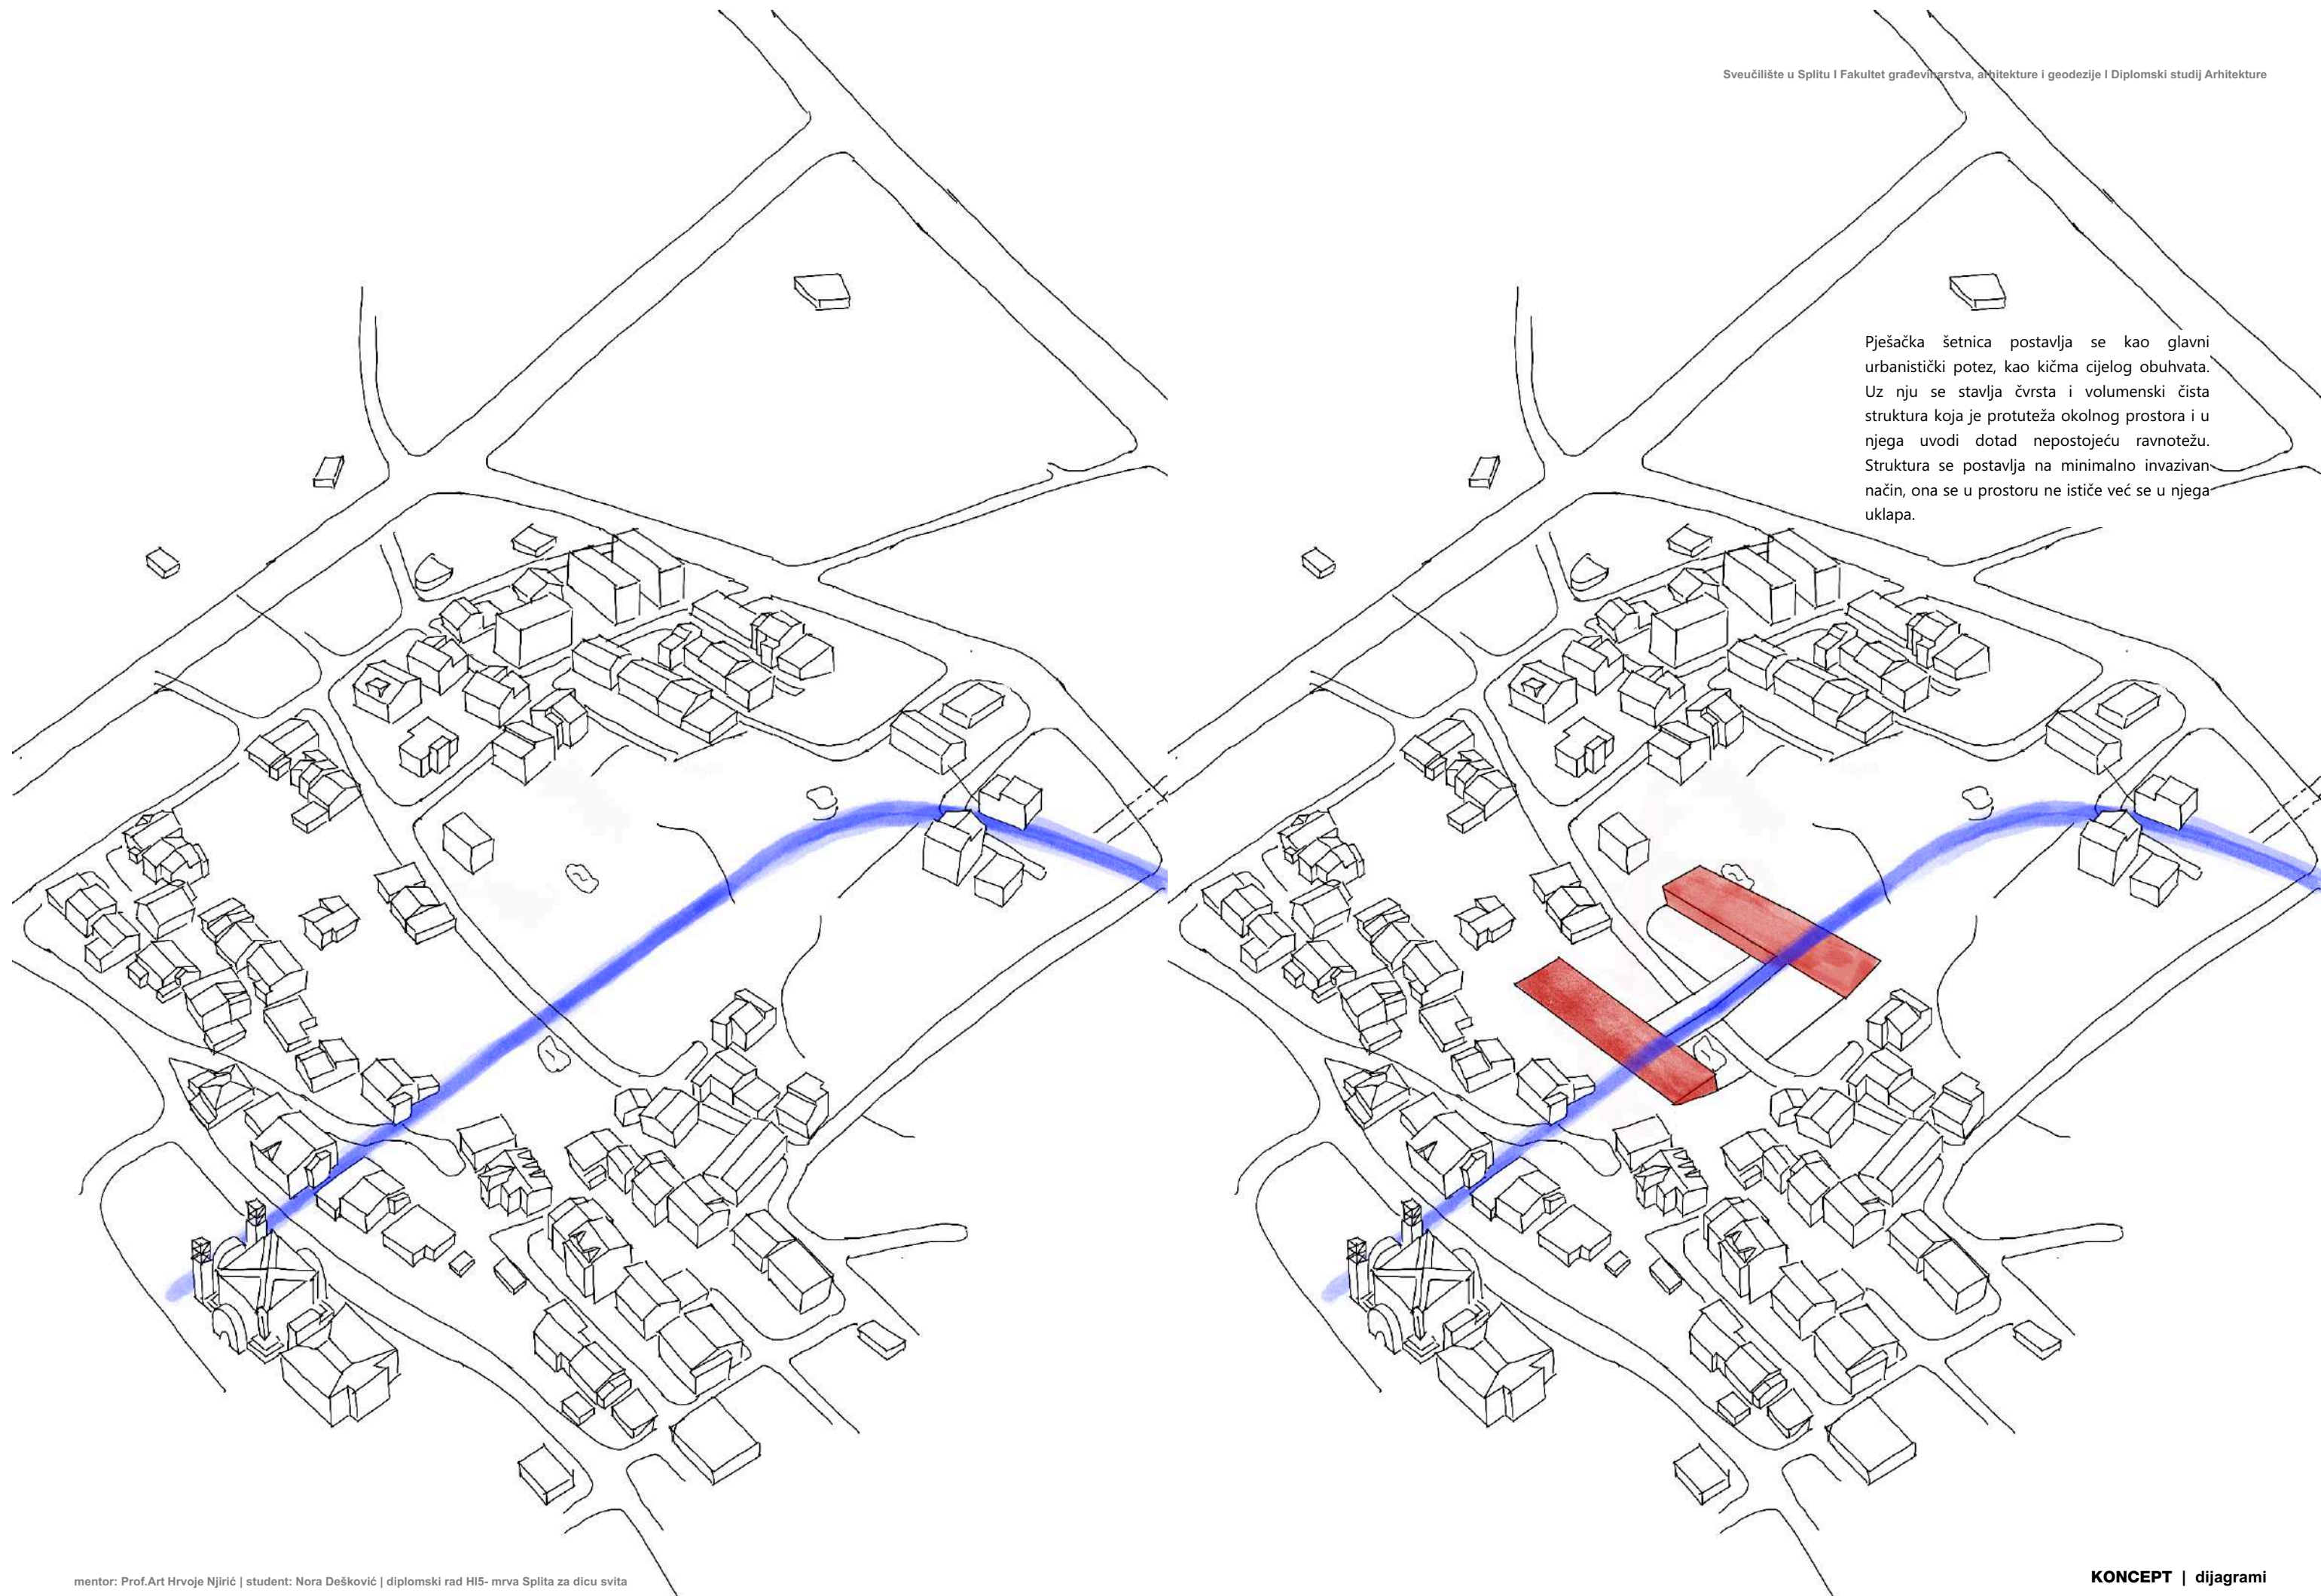 Sveučilište u Splitu I Fakultet građevinarstva, arhitekture i geodezije I Diplomski studij Arhitekture
Pješačka šetnica postavlja se kao glavni
urbanistički potez, kao kičma cijelog obuhvata.
Uz nju se stavlja čvrsta i volumenski čista
struktura koja je protuteža okolnog prostora i u
njega uvodi dotad nepostojeću ravnotežu.
Struktura se postavlja na minimalno invazivan
način, ona se u prostoru ne ističe već se u njega
uklapa.
mentor: Prof.Art Hrvoje Njirić | student: Nora Dešković | diplomski rad HI5- mrva Splita za dicu svita
KONCEPT | dijagrami